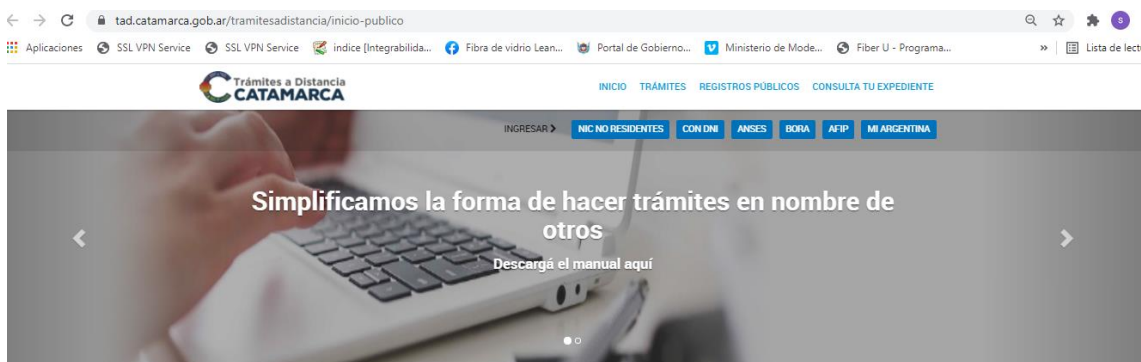 tad.catamarca.gob.ar/tramitesadistancia/inicio-publico
S
Aplicaciones SSL VPN Service SSL VPN Service indice [Integrabilida... Fibra de vidrio Lean... Portal de Gobierno... Ministerio de Mode... Fiber U - Programa... » Lista de lect
Trámites a Distancia
CATAMARCA
INICIO TRÁMITES REGISTROS PÚBLICOS CONSULTA TU EXPEDIENTE
INGRESAR > NIC NO RESIDENTES CON DNI ANSES BORA AFIP MI ARGENTINA
Simplificamos la forma de hacer trámites en nombre de
otros
Descargá el manual aquí